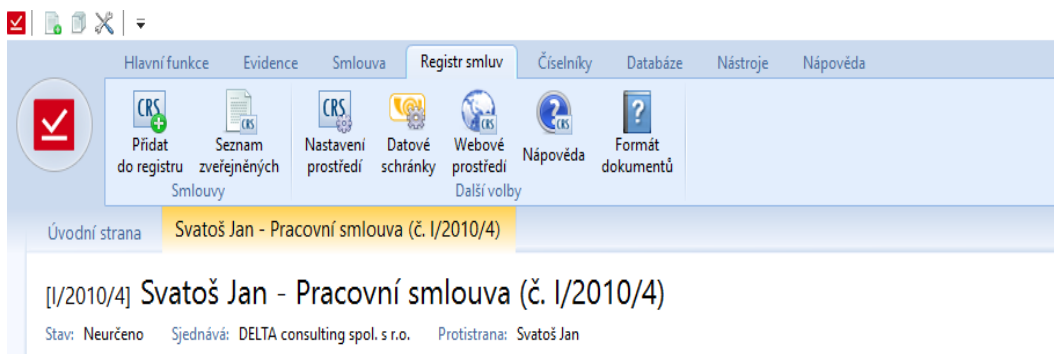 Hlavní funkce Evidence Smlouva Registr smluv Číselníky Databáze Nástroje Nápověda
CRS CRS CRS CRS CRS ?
Přidat do registru
Seznam zveřejněných
Nastavení prostředí
Datové schránky
Webové prostředí
Nápověda
Formát dokumentů
Smlouvy Další volby
Úvodní strana Svatoš Jan - Pracovní smlouva (č. I/2010/4)
[I/2010/4] Svatoš Jan - Pracovní smlouva (č. I/2010/4)
Stav: Neurčeno Sjednává: DELTA consulting spol. s r.o. Protistrana: Svatoš Jan